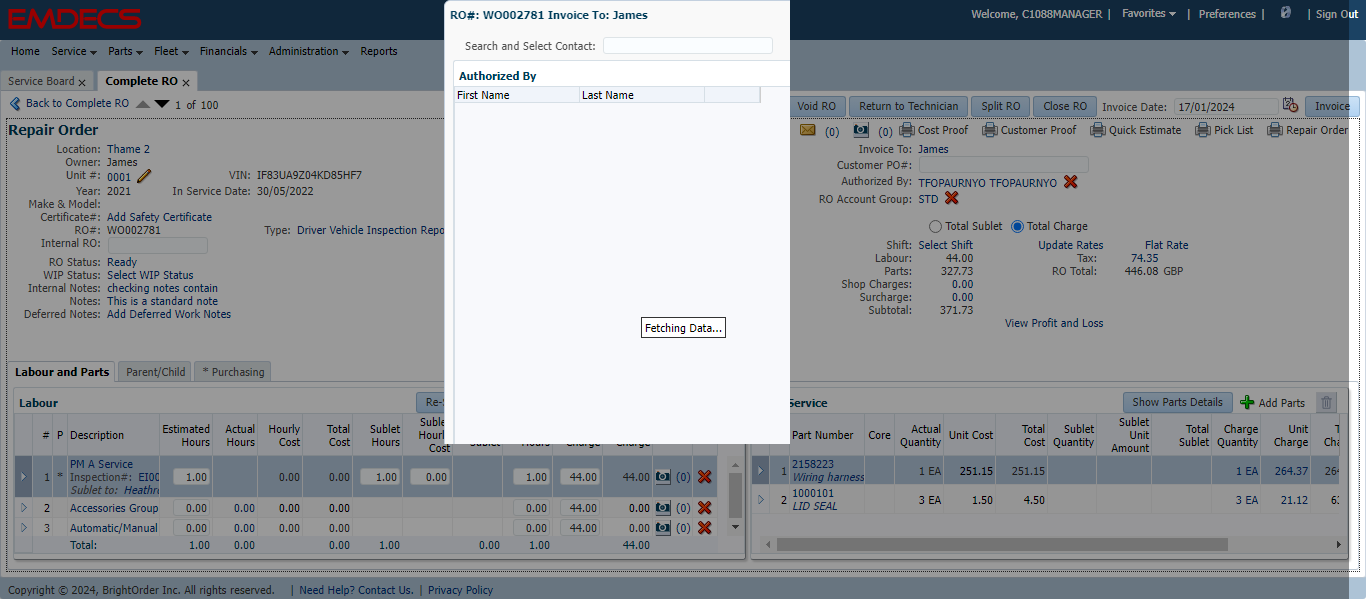 EMDECS
Welcome, C1088MANAGER | Favorites | Preferences | | Sign Out
Home Service Parts Fleet Financials Administration Reports
Service Board x Complete RO x
Back to Complete RO 1 of 100
Void RO Return to Technician Split RO Close RO Invoice Date: 17/01/2024 Invoice
RO#: WO002781 Invoice To: James
Search and Select Contact:
Authorized By
First Name Last Name
Fetching Data...
Repair Order
(0) (0) Cost Proof Customer Proof Quick Estimate Pick List Repair Order
Location: Thame 2
Owner: James
Unit #: 0001 VIN: IF83UA9Z04KD85HF7
Year: 2021 In Service Date: 30/05/2022
Make & Model:
Certificate#: Add Safety Certificate
RO#: WO002781 Type: Driver Vehicle Inspection Repo
Internal RO:
RO Status: Ready
WIP Status: Select WIP Status
Internal Notes: checking notes contain
Notes: This is a standard note
Deferred Notes: Add Deferred Work Notes
Invoice To: James
Customer PO#:
Authorized By: TFOPAURNYO TFOPAURNYO
RO Account Group: STD
Total Sublet Total Charge
Shift: Select Shift Update Rates Flat Rate
Labour: 44.00 Tax: 74.35
Parts: 327.73 RO Total: 446.08 GBP
Shop Charges: 0.00
Surcharge: 0.00
Subtotal: 371.73
View Profit and Loss
Labour and Parts Parent/Child * Purchasing
Labour Re-
# P Description Estimated Hours Actual Hours Hourly Cost Total Cost Sublet Hours Sublet Hourly Cost Sublet Hours Charge Charge
1 * PM A Service 1.00 0.00 0.00 1.00 0.00 1.00 44.00 44.00 (0)
Inspection#: EI00
Sublet to: Heathr
2 Accessories Group 0.00 0.00 0.00 0.00 0.00 44.00 0.00 (0)
3 Automatic/Manual 0.00 0.00 0.00 0.00 44.00 0.00 (0)
Total: 1.00 0.00 0.00 1.00 0.00 1.00 44.00
Service Show Parts Details Add Parts
Part Number Core Actual Quantity Unit Cost Total Cost Sublet Quantity Sublet Unit Amount Total Sublet Charge Quantity Unit Charge T Cha
1 2158223 1 EA 251.15 251.15 1 EA 264.37 264
Wiring harness
2 1000101 3 EA 1.50 4.50 3 EA 21.12 63
LID SEAL
Copyright © 2024, BrightOrder Inc. All rights reserved. | Need Help? Contact Us. | Privacy Policy